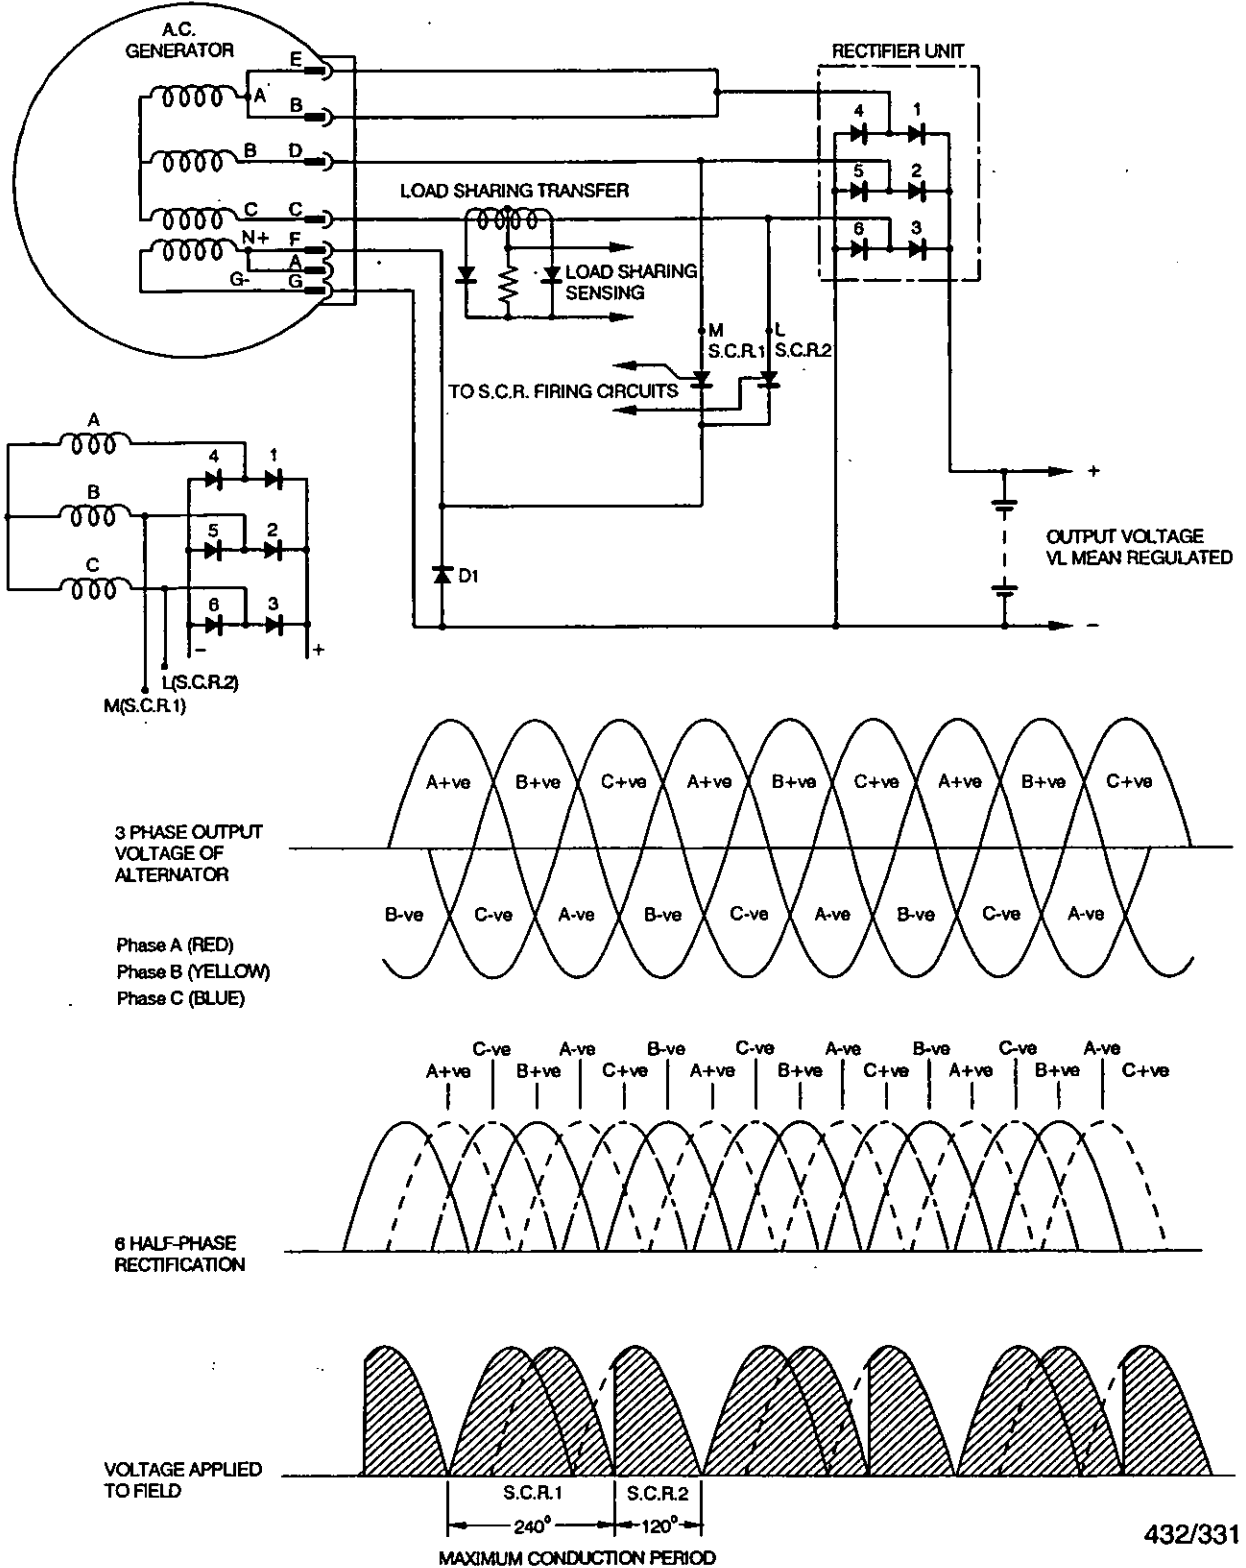 A.C.
GENERATOR
RECTIFIER UNIT
E
A
B
4 1
B D
5 2
LOAD SHARING TRANSFER
C C
6 3
N+ F
A
G- G
LOAD SHARING
SENSING
M L
S.C.R.1 S.C.R.2
TO S.C.R. FIRING CIRCUITS
A
4 1
+
B
5 2
OUTPUT VOLTAGE
VL MEAN REGULATED
C
D1
6 3
-
- +
L(S.C.R.2)
M(S.C.R.1)
A+ve B+ve C+ve A+ve B+ve C+ve A+ve B+ve C+ve
3 PHASE OUTPUT
VOLTAGE OF
ALTERNATOR
B-ve C-ve A-ve B-ve C-ve A-ve B-ve C-ve A-ve
Phase A (RED)
Phase B (YELLOW)
Phase C (BLUE)
C-ve A-ve B-ve C-ve A-ve B-ve C-ve A-ve
A+ve B+ve C+ve A+ve B+ve C+ve A+ve B+ve C+ve
6 HALF-PHASE
RECTIFICATION
VOLTAGE APPLIED
TO FIELD
S.C.R.1 S.C.R.2
240° 120°
MAXIMUM CONDUCTION PERIOD
432/331